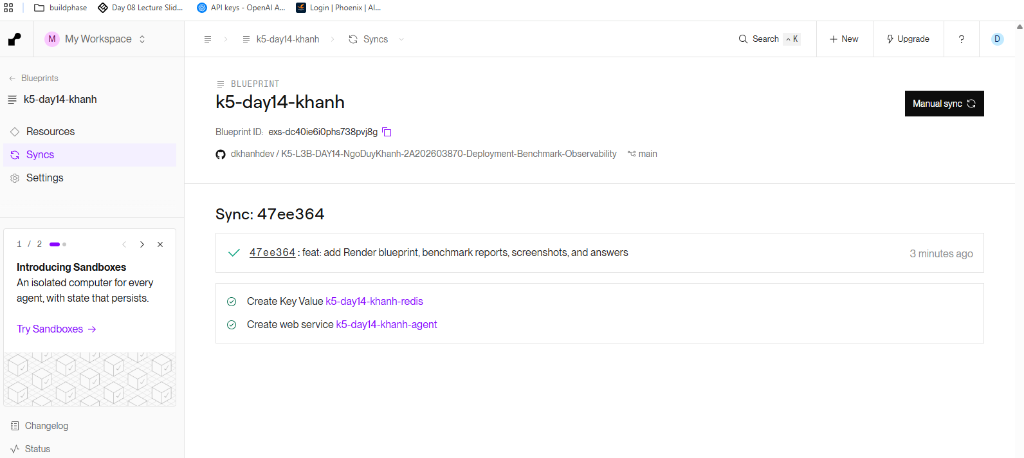 buildphase
Day 08 Lecture Slid...
API keys - OpenAI A...
Login | Phoenix | AI...
M My Workspace
k5-day14-khanh
Syncs
Search
K
+ New
Upgrade
?
D
← Blueprints
k5-day14-khanh
Resources
Syncs
Settings
BLUEPRINT
k5-day14-khanh
Manual sync
Blueprint ID: exs-dc40ie6i0phs738pvj8g
dkhanhdev / K5-L3B-DAY14-NgoDuyKhanh-2A202603870-Deployment-Benchmark-Observability
main
Sync: 47ee364
47ee364: feat: add Render blueprint, benchmark reports, screenshots, and answers
3 minutes ago
Create Key Value k5-day14-khanh-redis
Create web service k5-day14-khanh-agent
1 / 2
Introducing Sandboxes
An isolated computer for every
agent, with state that persists.
Try Sandboxes →
Changelog
Status